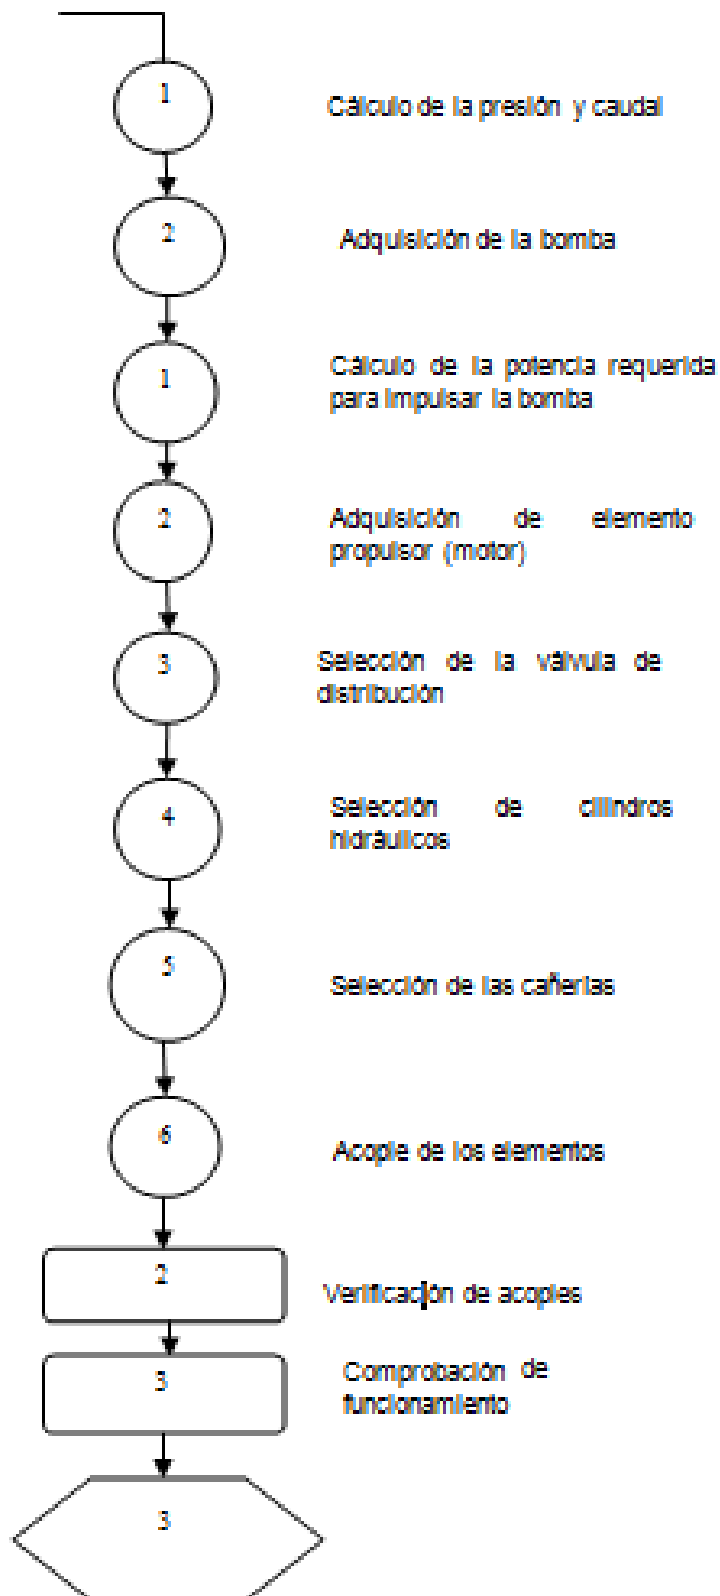 1
Cálculo de la presión y caudal
2
Adquisición de la bomba
1
Cálculo de la potencia requerida
para impulsar la bomba
2
Adquisición de elemento
propulsor (motor)
3
Selección de la válvula de
distribución
4
Selección de cilindros
hidráulicos
5
Selección de las cañerías
6
Acople de los elementos
2
Verificación de acoples
3
Comprobación de
funcionamiento
3